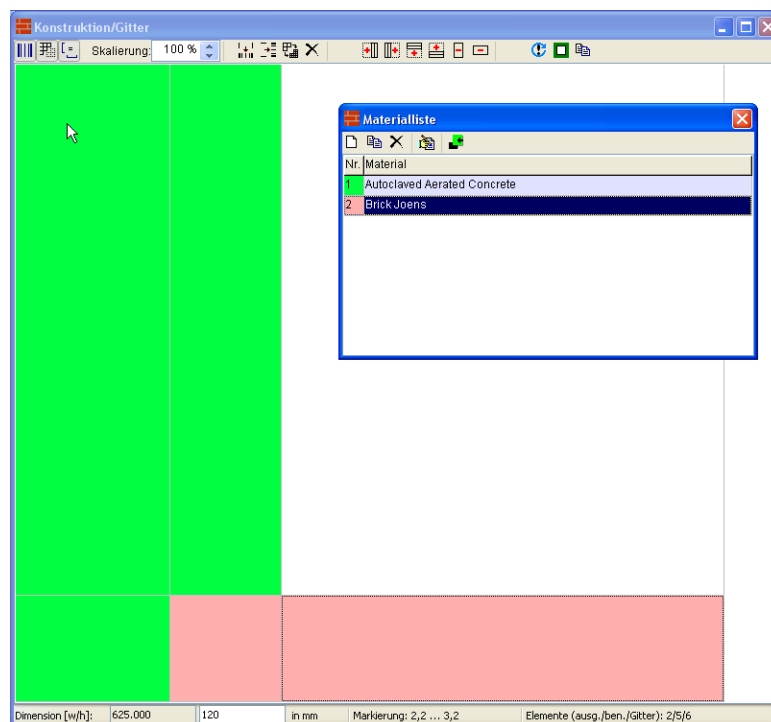 Konstruktion/Gitter
Skalierung: 100 %
Materialliste
Nr. Material
1 Autoclaved Aerated Concrete
2 Brick Joens
Dimension [w/h]: 625.000 120 in mm Markierung: 2,2 ... 3,2 Elemente (ausg./ben./Gitter): 2/5/6